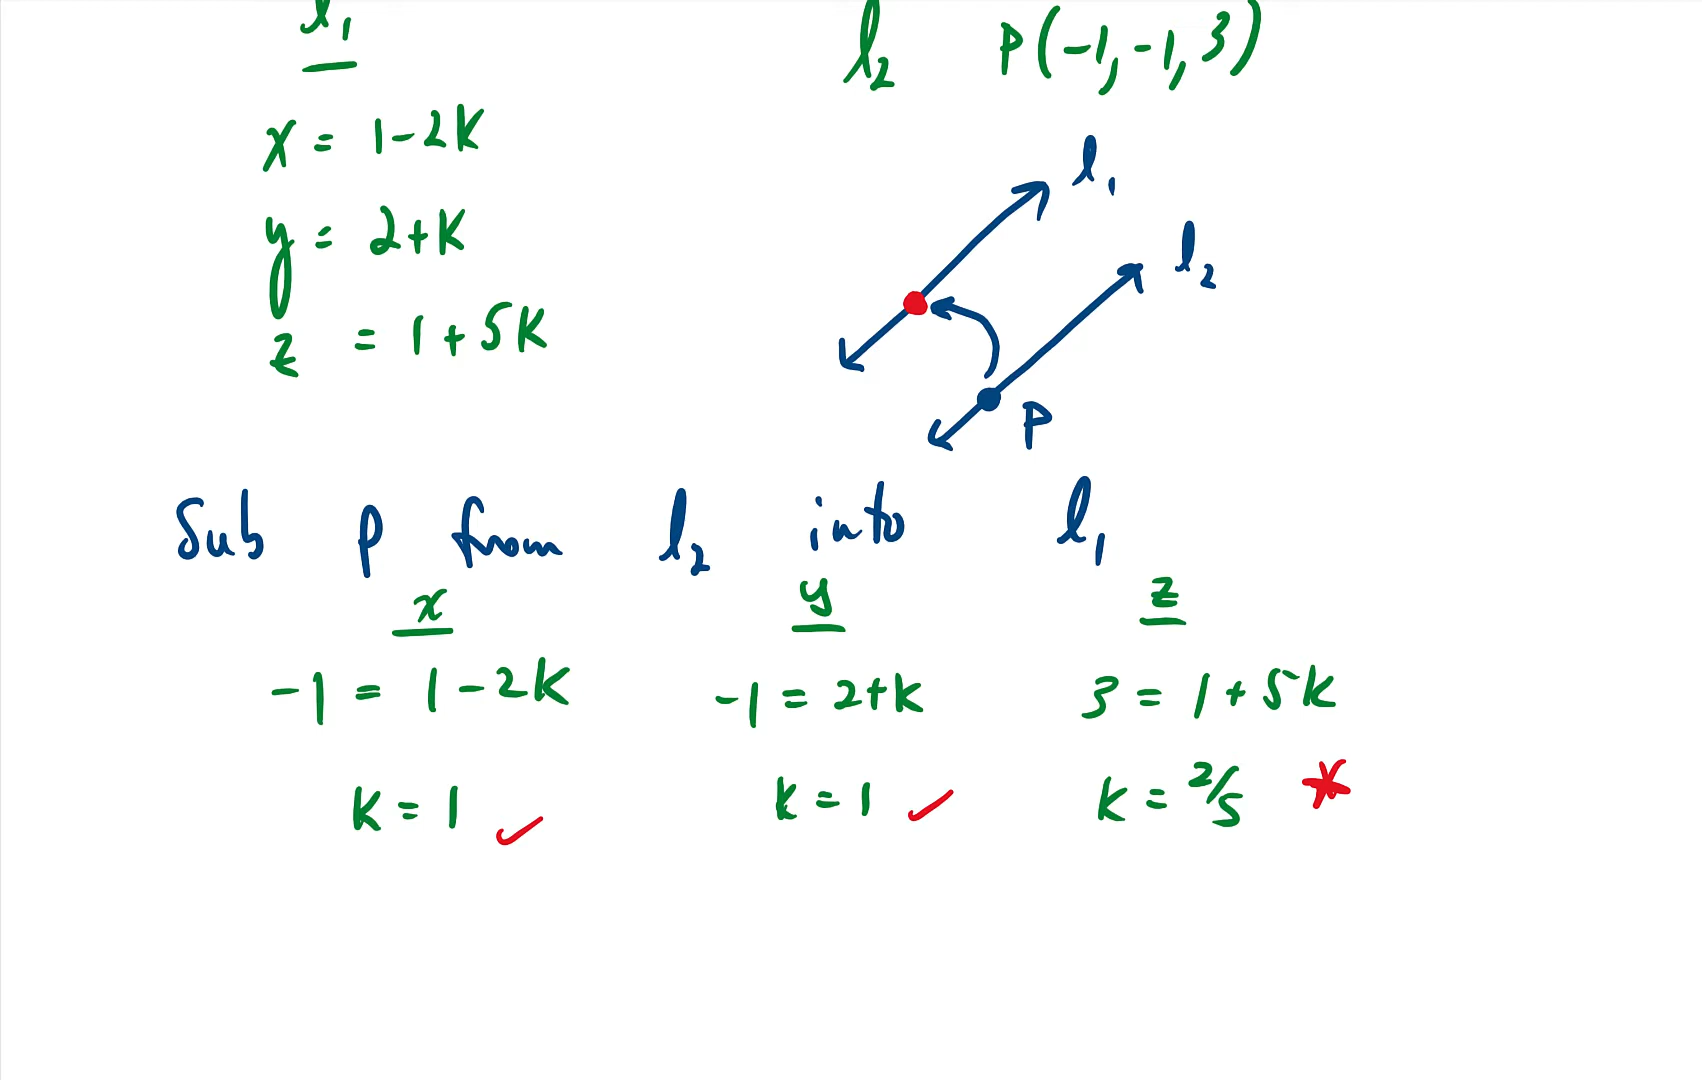 l₁
x = 1-2K
y = 2+K
z = 1+5K
l₂ P(-1,-1,3)
l₁
l₂
P
Sub P from l₂ into l₁
x y z
-1 = 1-2K -1 = 2+K 3 = 1+5K
K = 1 ✓ K = 1 ✓ K = 2/5 *